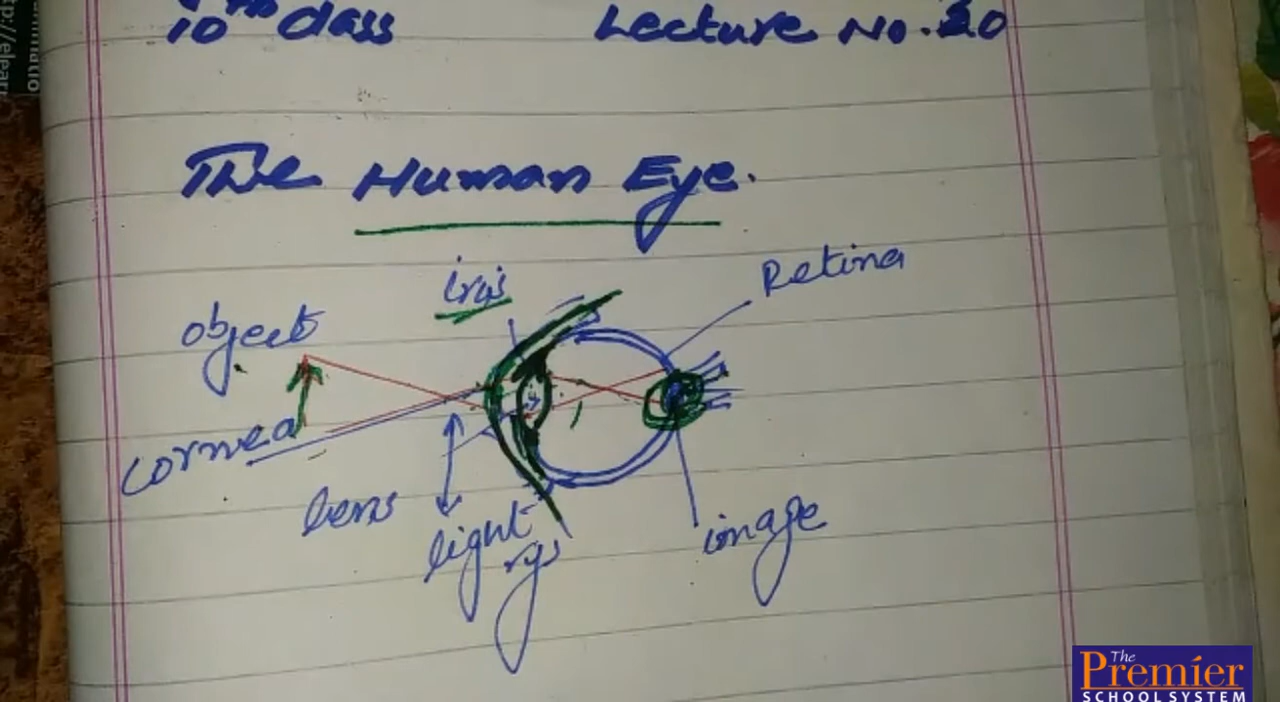 10th class Lecture No. 20
The Human Eye.
iris
Retina
object
cornea
lens
light
rys
image
The
Premier
SCHOOL SYSTEM